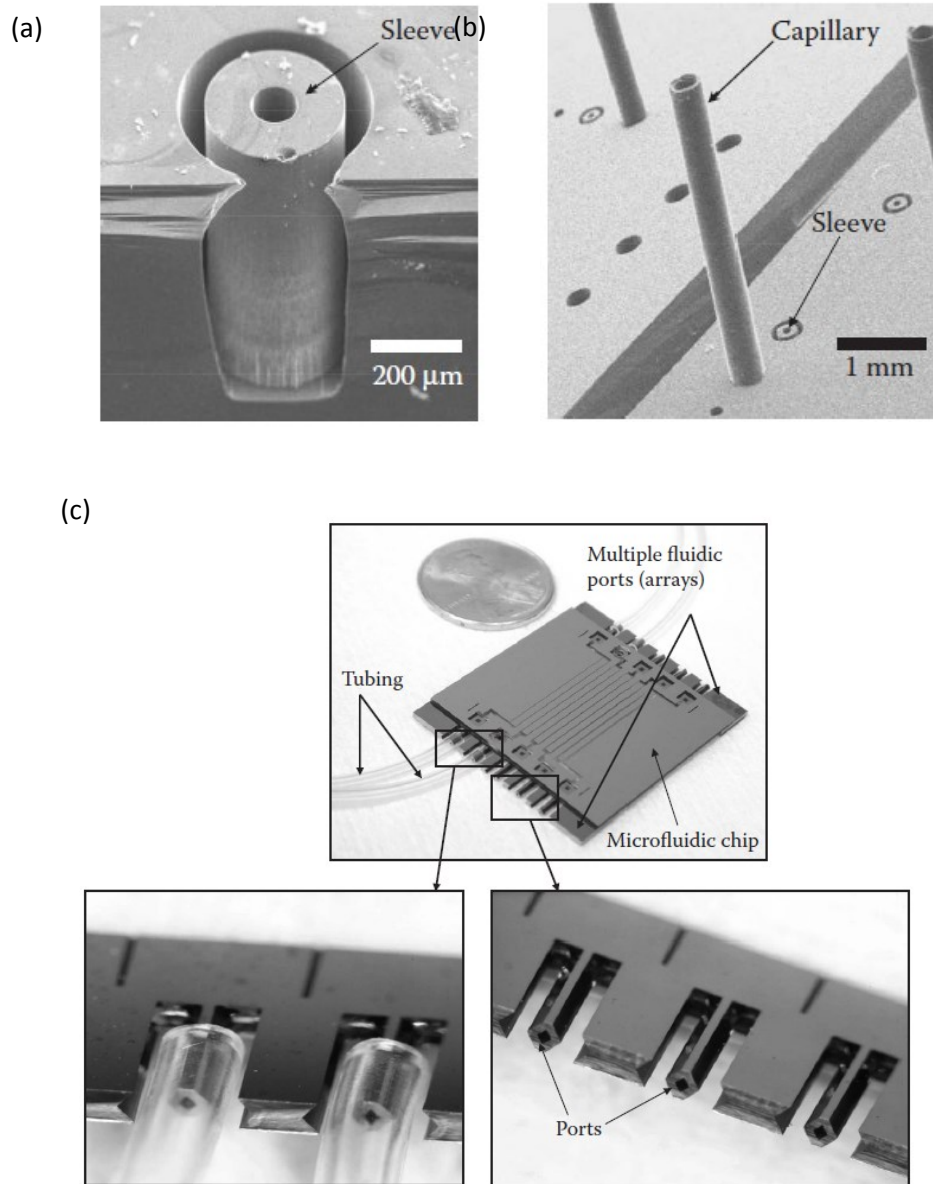 (a)
Sleeve
200 µm
(b)
Capillary
Sleeve
1 mm
(c)
Multiple fluidic
ports (arrays)
Tubing
Microfluidic chip
Ports